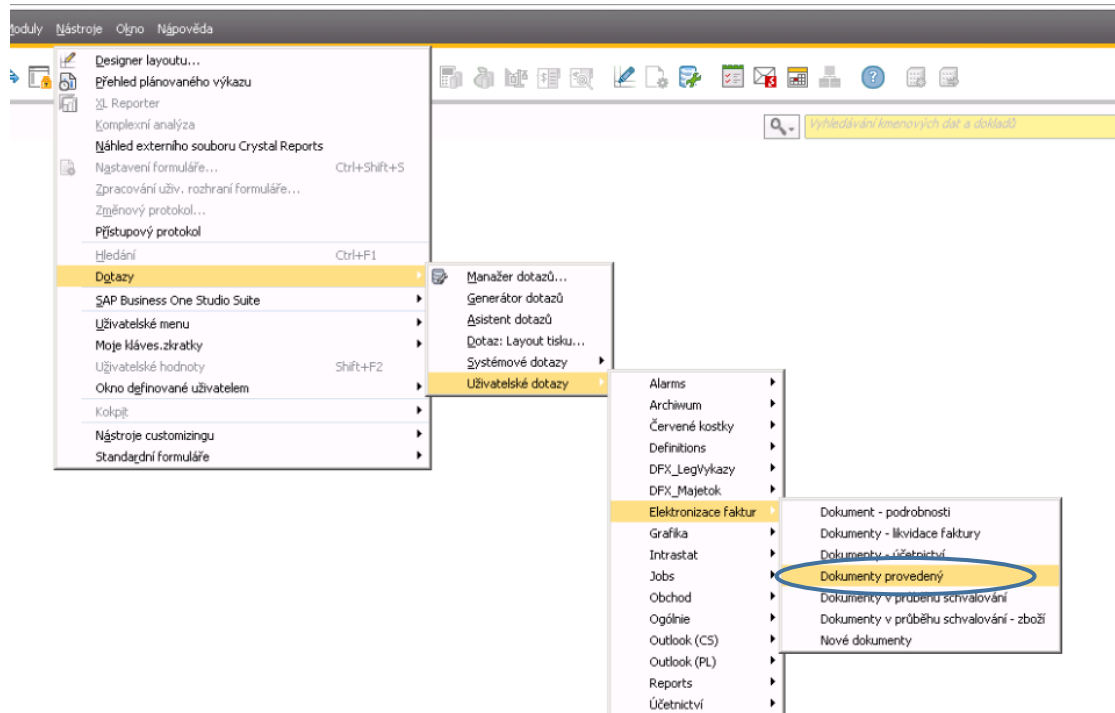 Moduly Nástroje Okno Nápověda
Designer layoutu...
Přehled plánovaného výkazu
XL Reporter
Komplexní analýza
Náhled externího souboru Crystal Reports
Nastavení formuláře... Ctrl+Shift+S
Zpracování uživ. rozhraní formuláře...
Změnový protokol...
Přístupový protokol
Hledání Ctrl+F1
Dotazy
SAP Business One Studio Suite
Uživatelské menu
Moje kláves.zkratky
Uživatelské hodnoty Shift+F2
Okno definované uživatelem
Kokpit
Nástroje customizingu
Standardní formuláře
Vyhledávání kmenových dat a dokladů
Manažer dotazů...
Generátor dotazů
Asistent dotazů
Dotaz: Layout tisku...
Systémové dotazy
Uživatelské dotazy
Alarms
Archiwum
Červené kostky
Definitions
DFX_LegVykazy
DFX_Majetok
Elektronizace faktur
Grafika
Intrastat
Jobs
Obchod
Ogólnie
Outlook (CS)
Outlook (PL)
Reports
Účetnictví
Dokument - podrobnosti
Dokumenty - likvidace faktury
Dokumenty - účetnictví
Dokumenty provedený
Dokumenty v průběhu schvalování
Dokumenty v průběhu schvalování - zboží
Nové dokumenty